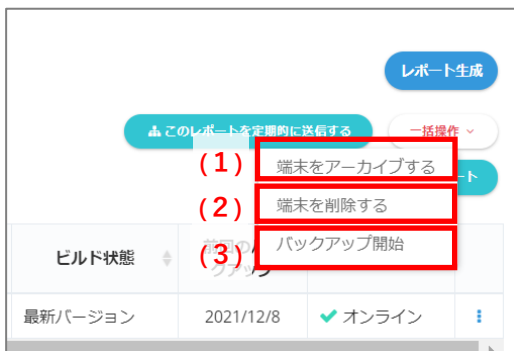 レポート生成
このレポートを定期的に送信する
一括操作
(1) 端末をアーカイブする
ート
(2) 端末を削除する
(3) バックアップ開始
ビルド状態
最新バージョン 2021/12/8 オンライン